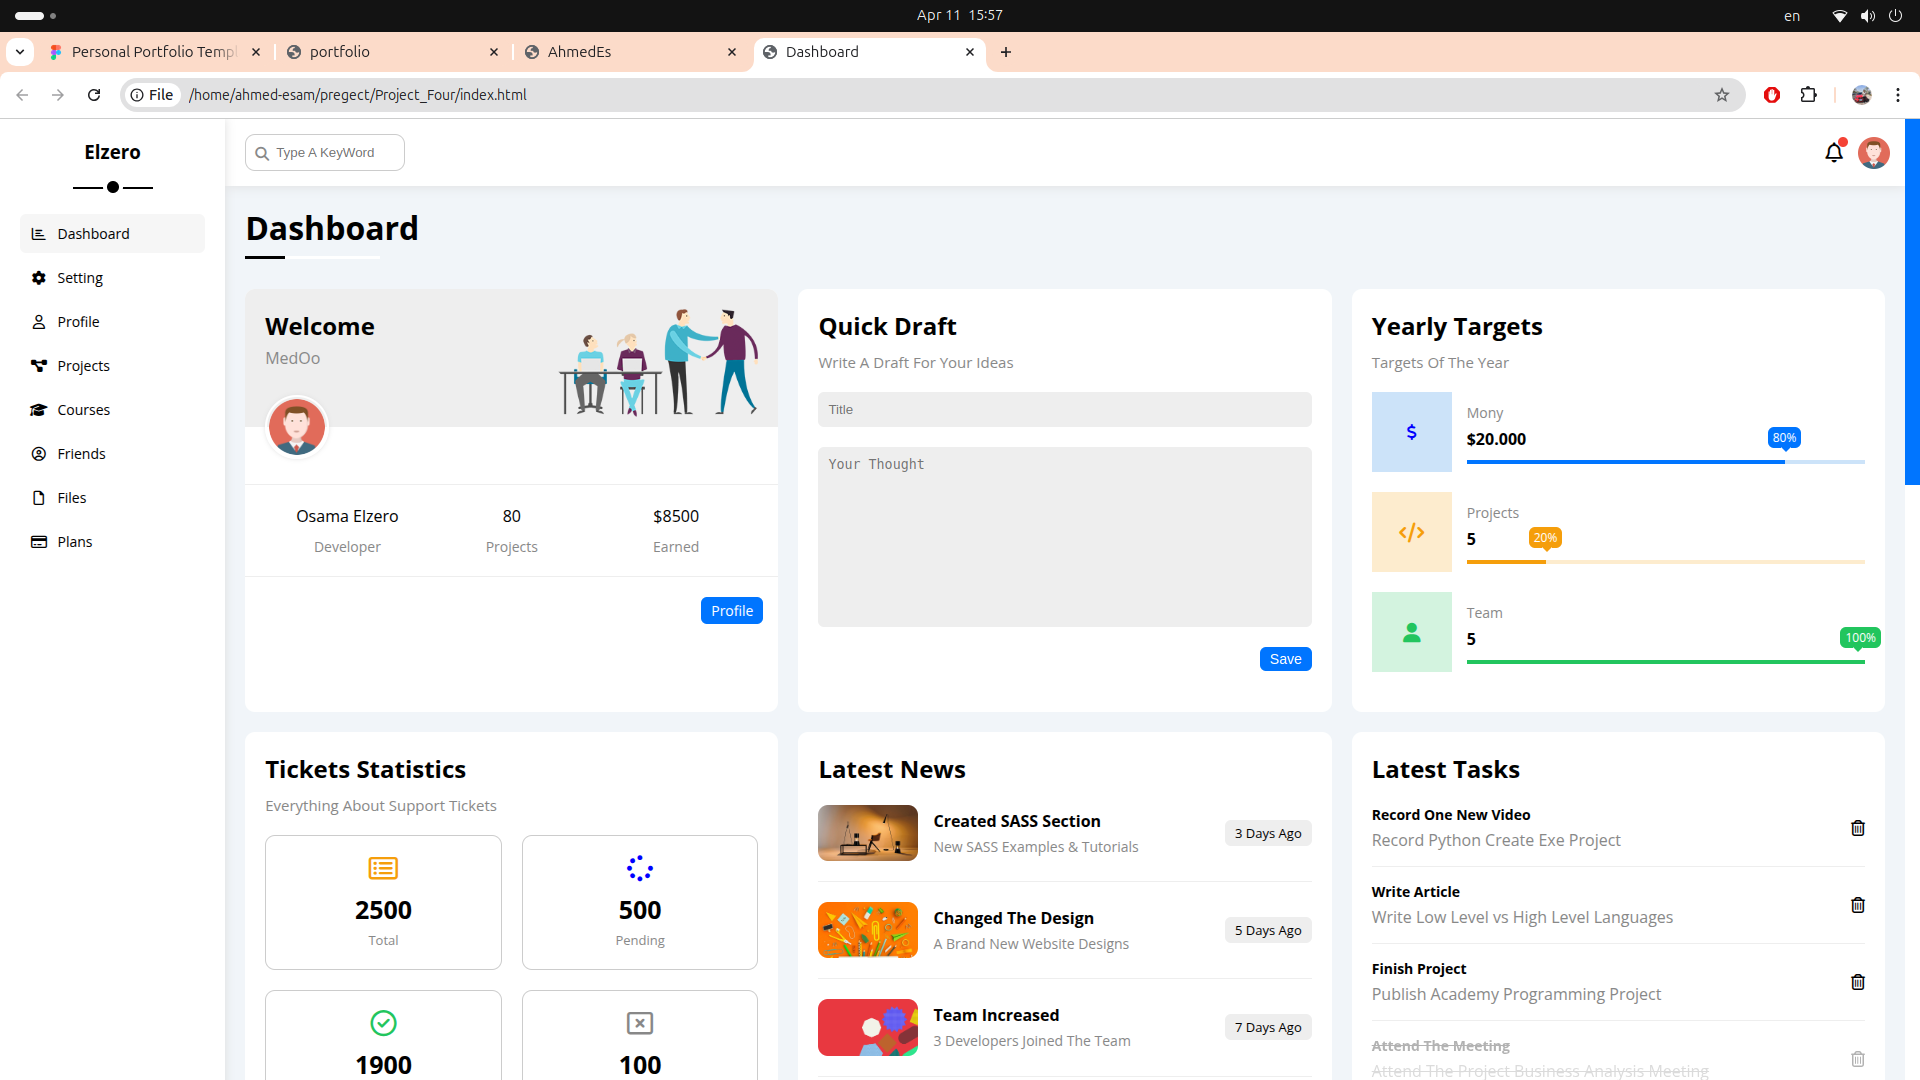 Apr 11 15:57
en
Personal Portfolio Temp
portfolio
AhmedEs
Dashboard
File
/home/ahmed-esam/pregect/Project_Four/index.html
Elzero
Dashboard
Setting
Profile
Projects
Courses
Friends
Files
Plans
Type A KeyWord
Dashboard
Welcome
MedOo
Osama Elzero
Developer
80
Projects
$8500
Earned
Profile
Quick Draft
Write A Draft For Your Ideas
Title
Your Thought
Save
Yearly Targets
Targets Of The Year
$
Mony
$20.000
80%
</>
Projects
5
20%
Team
5
100%
Tickets Statistics
Everything About Support Tickets
2500
Total
500
Pending
1900
100
Latest News
Created SASS Section
New SASS Examples & Tutorials
3 Days Ago
Changed The Design
A Brand New Website Designs
5 Days Ago
Team Increased
3 Developers Joined The Team
7 Days Ago
Latest Tasks
Record One New Video
Record Python Create Exe Project
Write Article
Write Low Level vs High Level Languages
Finish Project
Publish Academy Programming Project
Attend The Meeting
Attend The Project Business Analysis Meeting